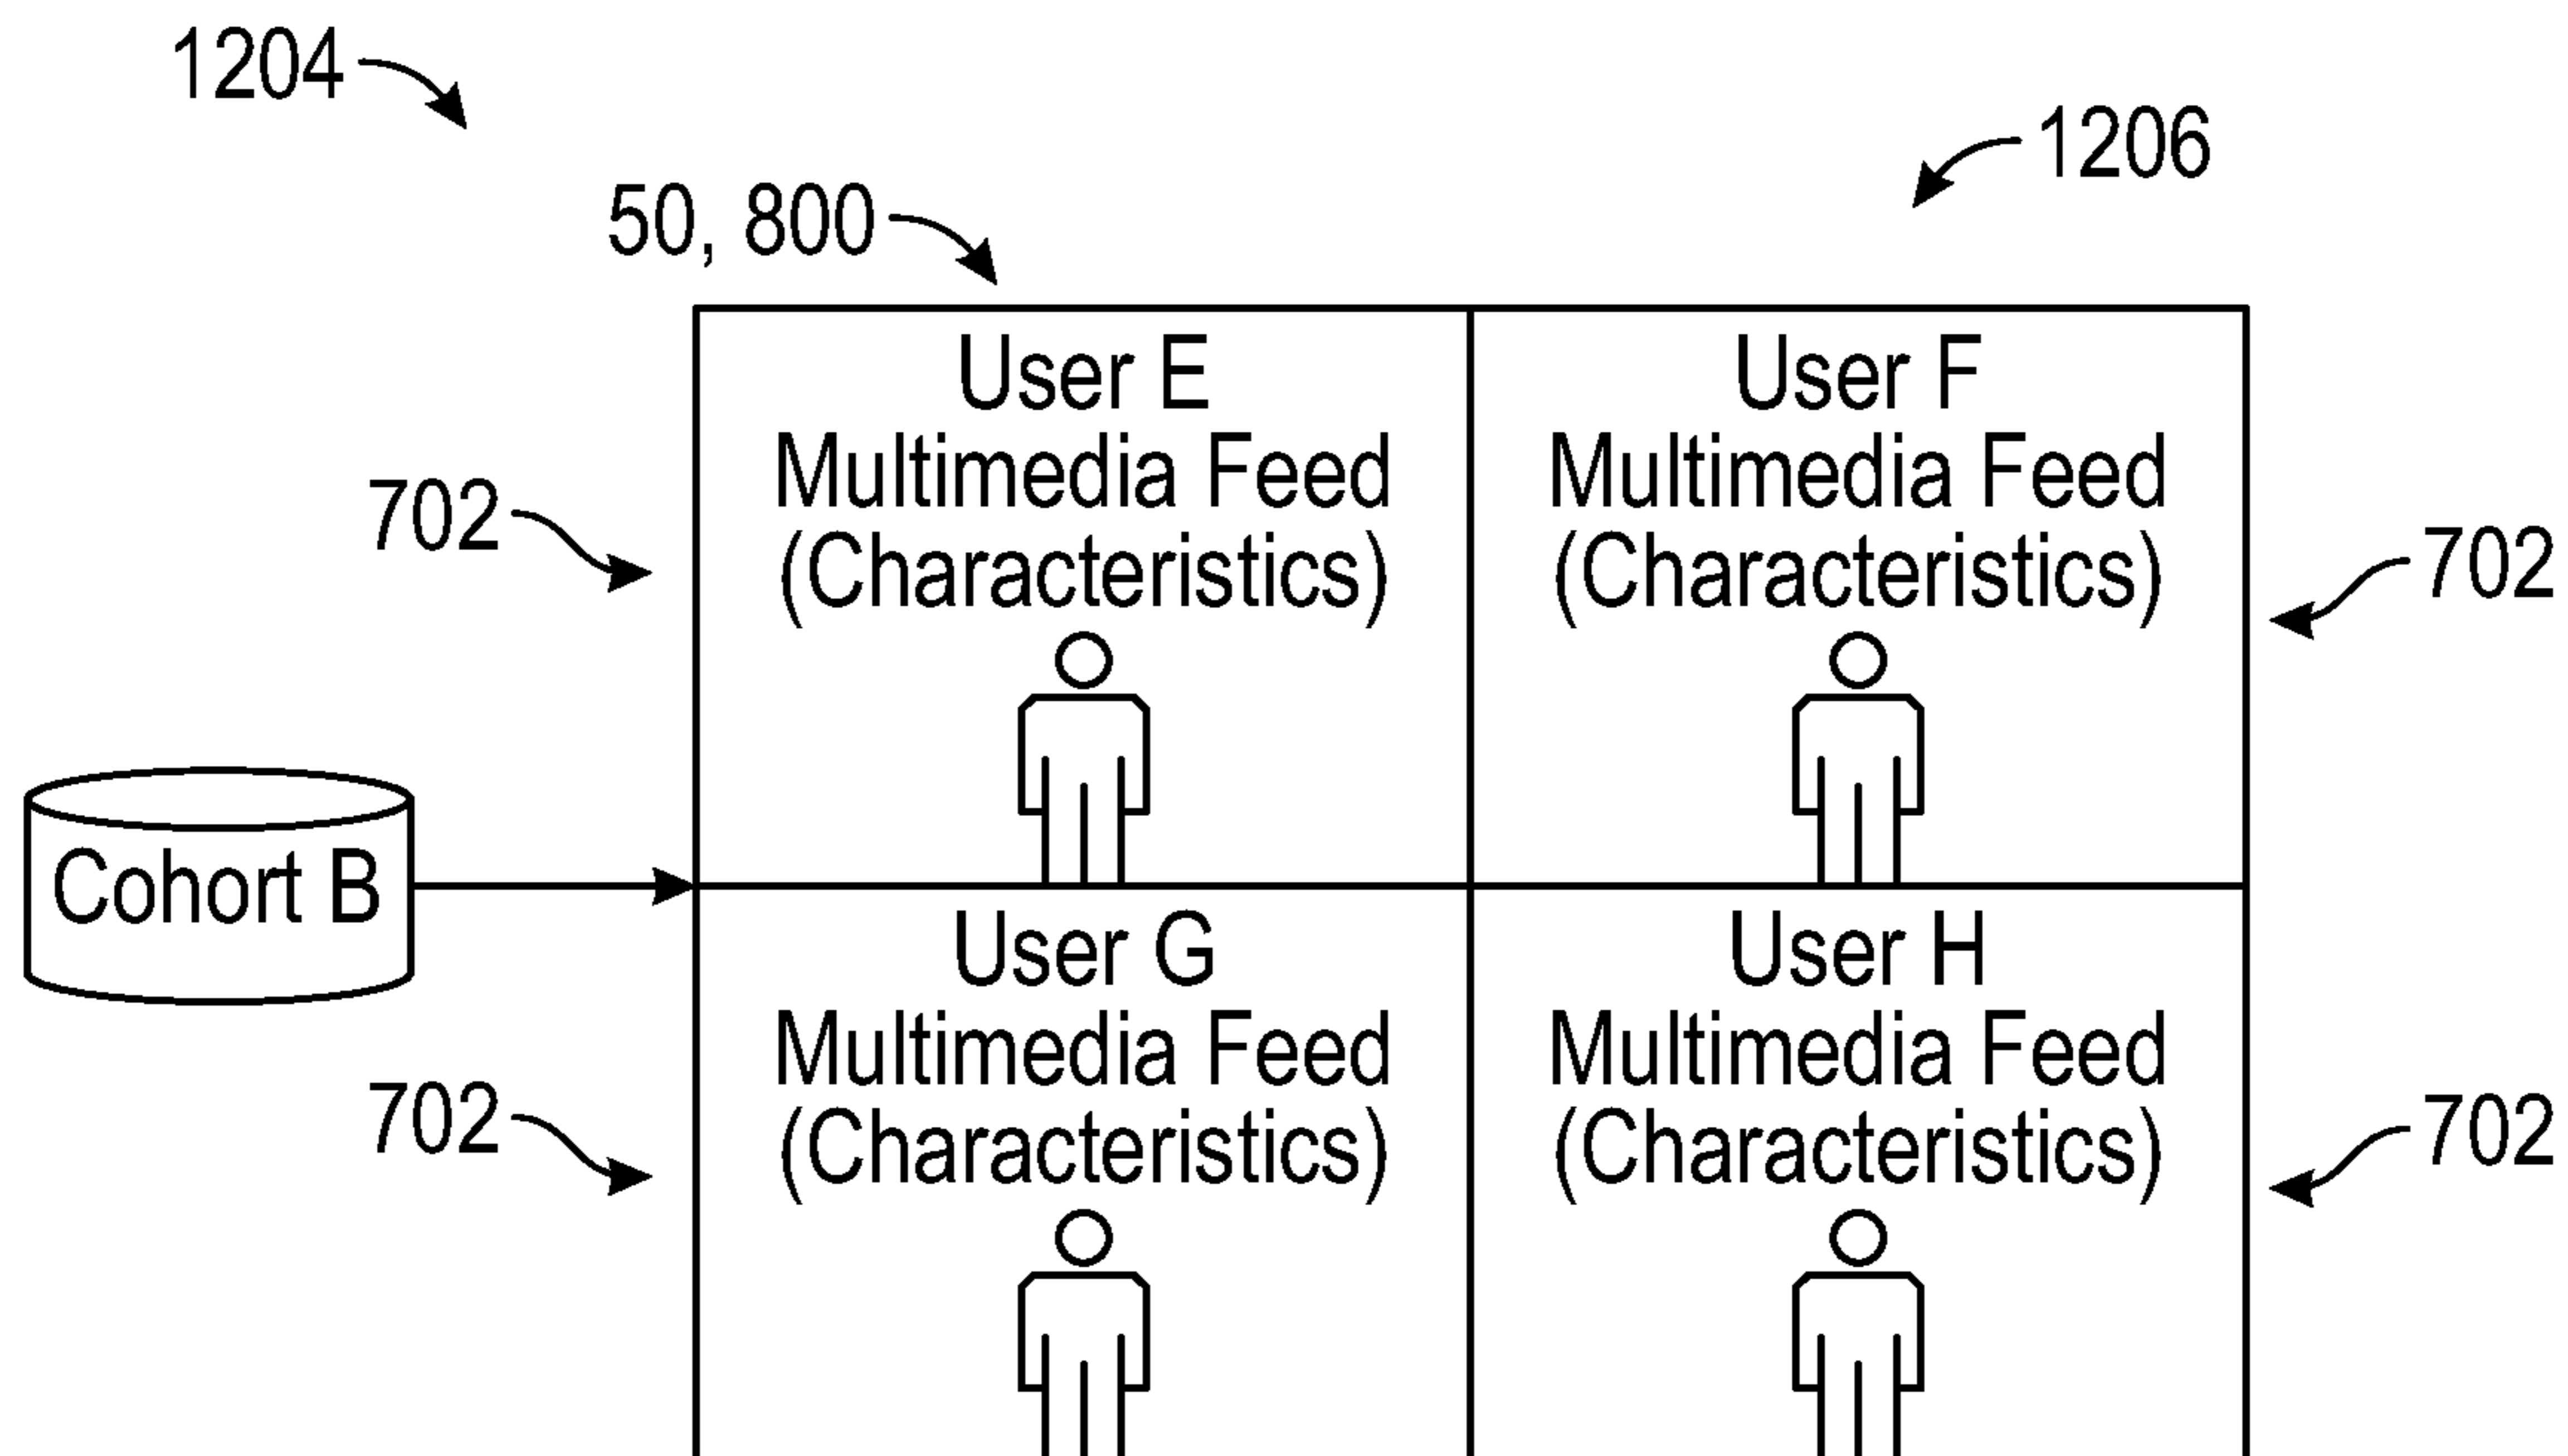 1204
1206
50, 800
User E
Multimedia Feed
(Characteristics)
User F
Multimedia Feed
(Characteristics)
702
702
Cohort B
User G
Multimedia Feed
(Characteristics)
User H
Multimedia Feed
(Characteristics)
702
702